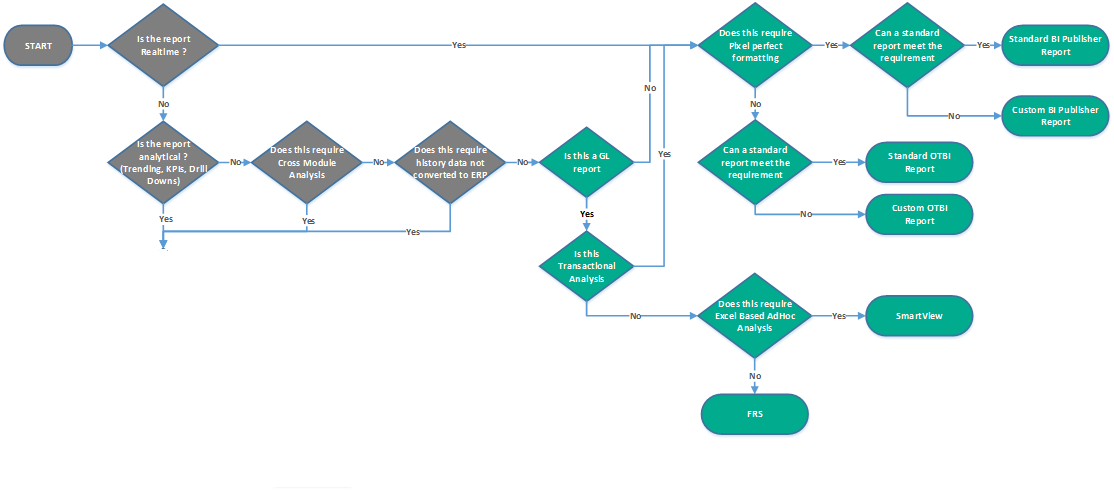 START
Is the report
Realtime ?
Yes
Does this require
Pixel perfect
formatting
Yes
Can a standard
report meet the
requirement
Yes
Standard BI Publisher
Report
No
Custom BI Publisher
Report
No
Is the report
analytical ?
(Trending, KPIs, Drill
Downs)
No
Does this require
Cross Module
Analysis
No
Does this require
history data not
converted to ERP
No
Is this a GL
report
No
Yes
No
Can a standard
report meet the
requirement
Yes
Standard OTBI
Report
No
Custom OTBI
Report
Yes
Yes
Yes
Yes
Is this
Transactional
Analysis
No
Does this require
Excel Based AdHoc
Analysis
Yes
SmartView
No
FRS